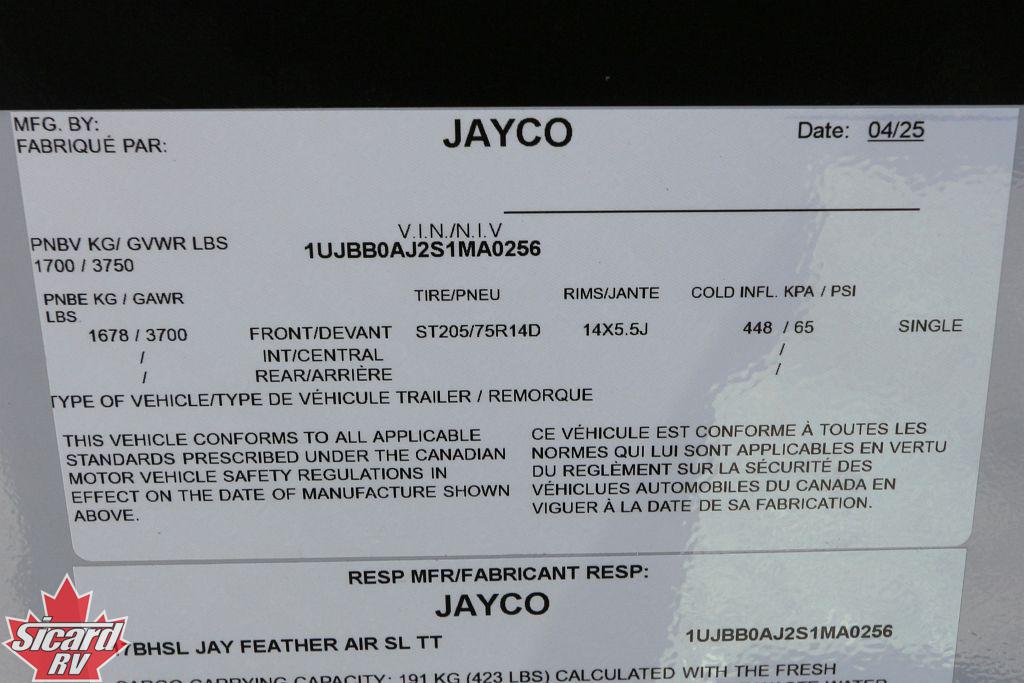 MFG. BY:
FABRIQUÉ PAR:
JAYCO
Date: 04/25
V.I.N./N.I.V
PNBV KG/ GVWR LBS
1UJBB0AJ2S1MA0256
1700 / 3750
PNBE KG / GAWR LBS
TIRE/PNEU RIMS/JANTE COLD INFL. KPA / PSI
1678 / 3700 FRONT/DEVANT ST205/75R14D 14X5.5J 448 / 65 SINGLE
/ INT/CENTRAL /
/ REAR/ARRIÈRE /
TYPE OF VEHICLE/TYPE DE VÉHICULE TRAILER / REMORQUE
THIS VEHICLE CONFORMS TO ALL APPLICABLE
STANDARDS PRESCRIBED UNDER THE CANADIAN
MOTOR VEHICLE SAFETY REGULATIONS IN
EFFECT ON THE DATE OF MANUFACTURE SHOWN
ABOVE.
CE VÉHICULE EST CONFORME À TOUTES LES
NORMES QUI LUI SONT APPLICABLES EN VERTU
DU REGLÈMENT SUR LA SÉCURITÉ DES
VÉHICLUES AUTOMOBILES DU CANADA EN
VIGUER À LA DATE DE SA FABRICATION.
RESP MFR/FABRICANT RESP:
JAYCO
7BHSL JAY FEATHER AIR SL TT
1UJBB0AJ2S1MA0256
CARGO CARRYING CAPACITY: 191 KG (423 LBS) CALCULATED WITH THE FRESH
Sicard
RV